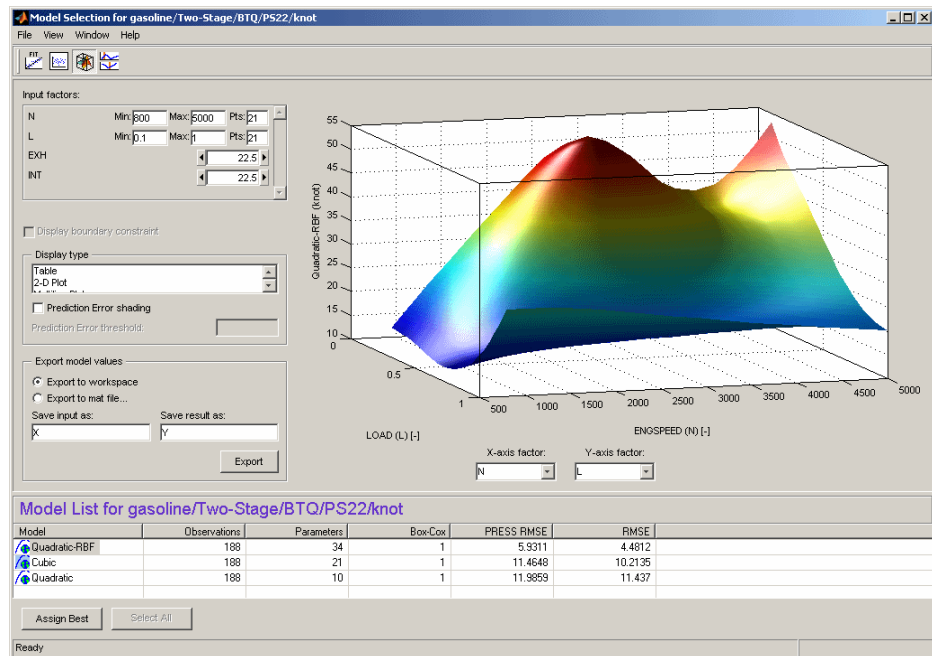 Model Selection for gasoline/Two-Stage/BTQ/PS22/knot
File View Window Help
FIT
Input factors:
N Min: 800 Max: 5000 Pts: 21
L Min: 0.1 Max: 1 Pts: 21
EXH 22.5
INT 22.5
Display boundary constraint
Display type
Table
2-D Plot
Prediction Error shading
Prediction Error threshold:
Export model values
Export to workspace
Export to mat file...
Save input as: Save result as:
X Y
Export
Quadratic-RBF (knot)
55
50
45
40
35
30
25
20
15
10
0
0.5
1
LOAD (L) [-]
500 1000 1500 2000 2500 3000 3500 4000 4500 5000
ENGSPEED (N) [-]
X-axis factor: Y-axis factor:
N L
Model List for gasoline/Two-Stage/BTQ/PS22/knot
Model Observations Parameters Box-Cox PRESS RMSE RMSE
Quadratic-RBF 188 34 1 5.9311 4.4812
Cubic 188 21 1 11.4648 10.2135
Quadratic 188 10 1 11.9859 11.437
Assign Best Select All
Ready